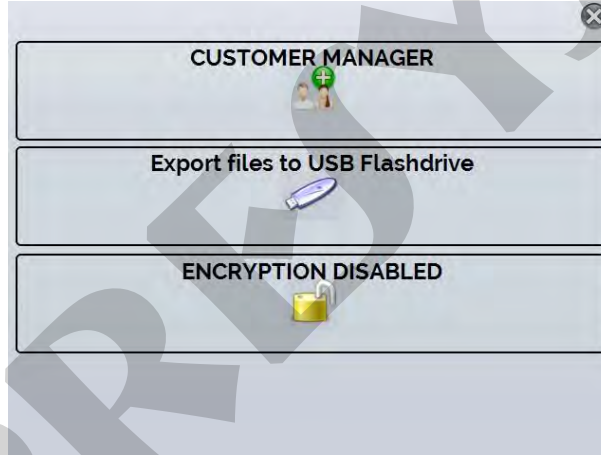 CUSTOMER MANAGER
Export files to USB Flashdrive
ENCRYPTION DISABLED